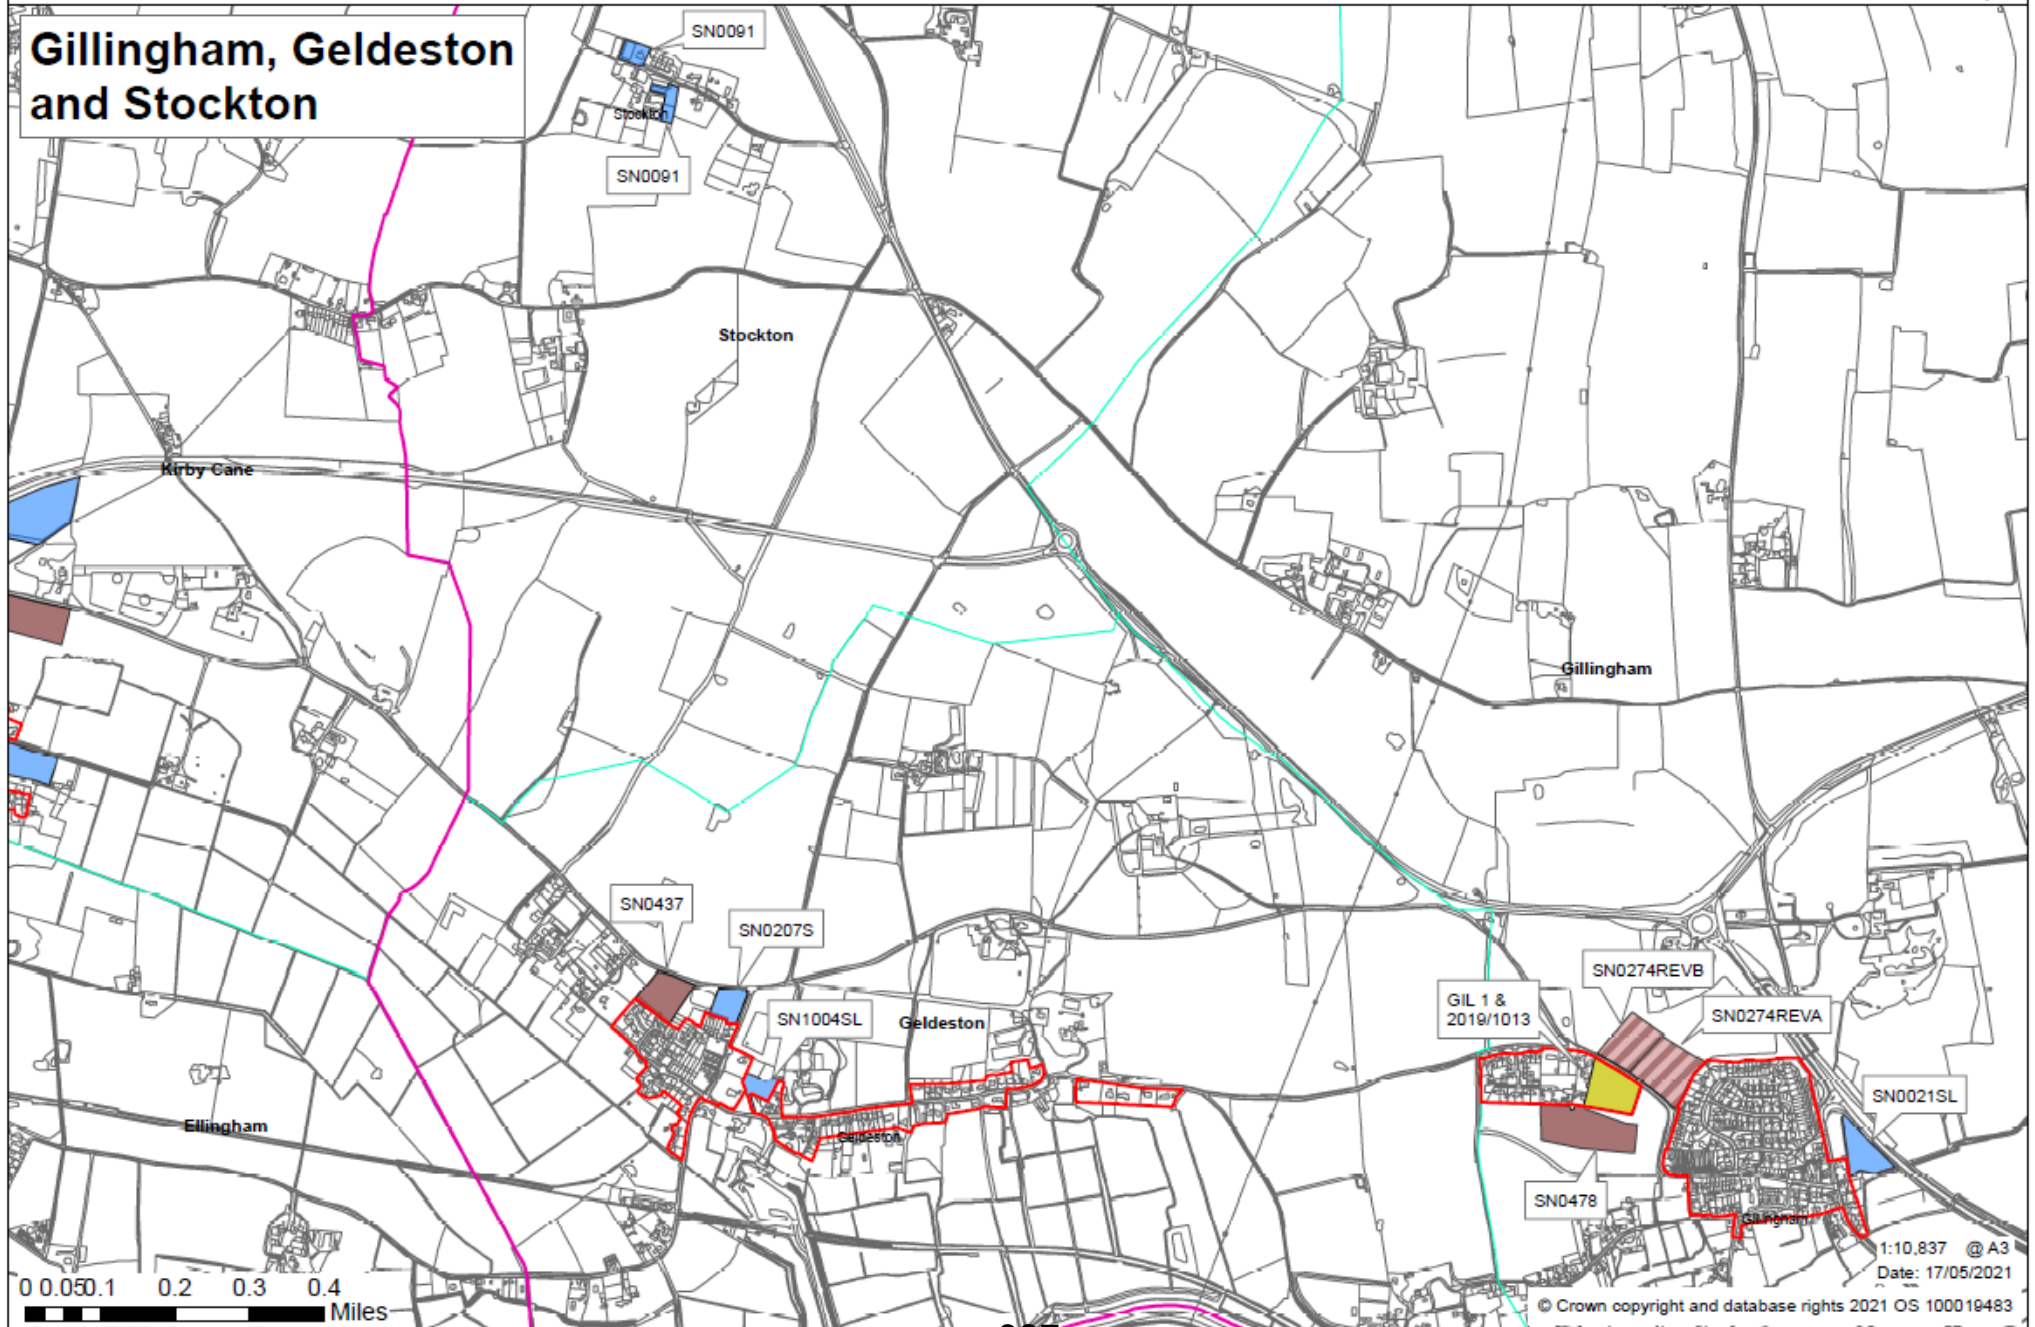 Gillingham, Geldeston
and Stockton
SN0091
Stockton
SN0091
Stockton
Kirby Cane
Gillingham
SN0437
SN0207S
SN1004SL
Geldeston
SN0274REVB
GIL 1 &
2019/1013
SN0274REVA
SN0021SL
Ellingham
Geldeston
SN0478
Gillingham
1:10,837 @ A3
Date: 17/05/2021
0 0.050.1 0.2 0.3 0.4
Miles
© Crown copyright and database rights 2021 OS 100019483